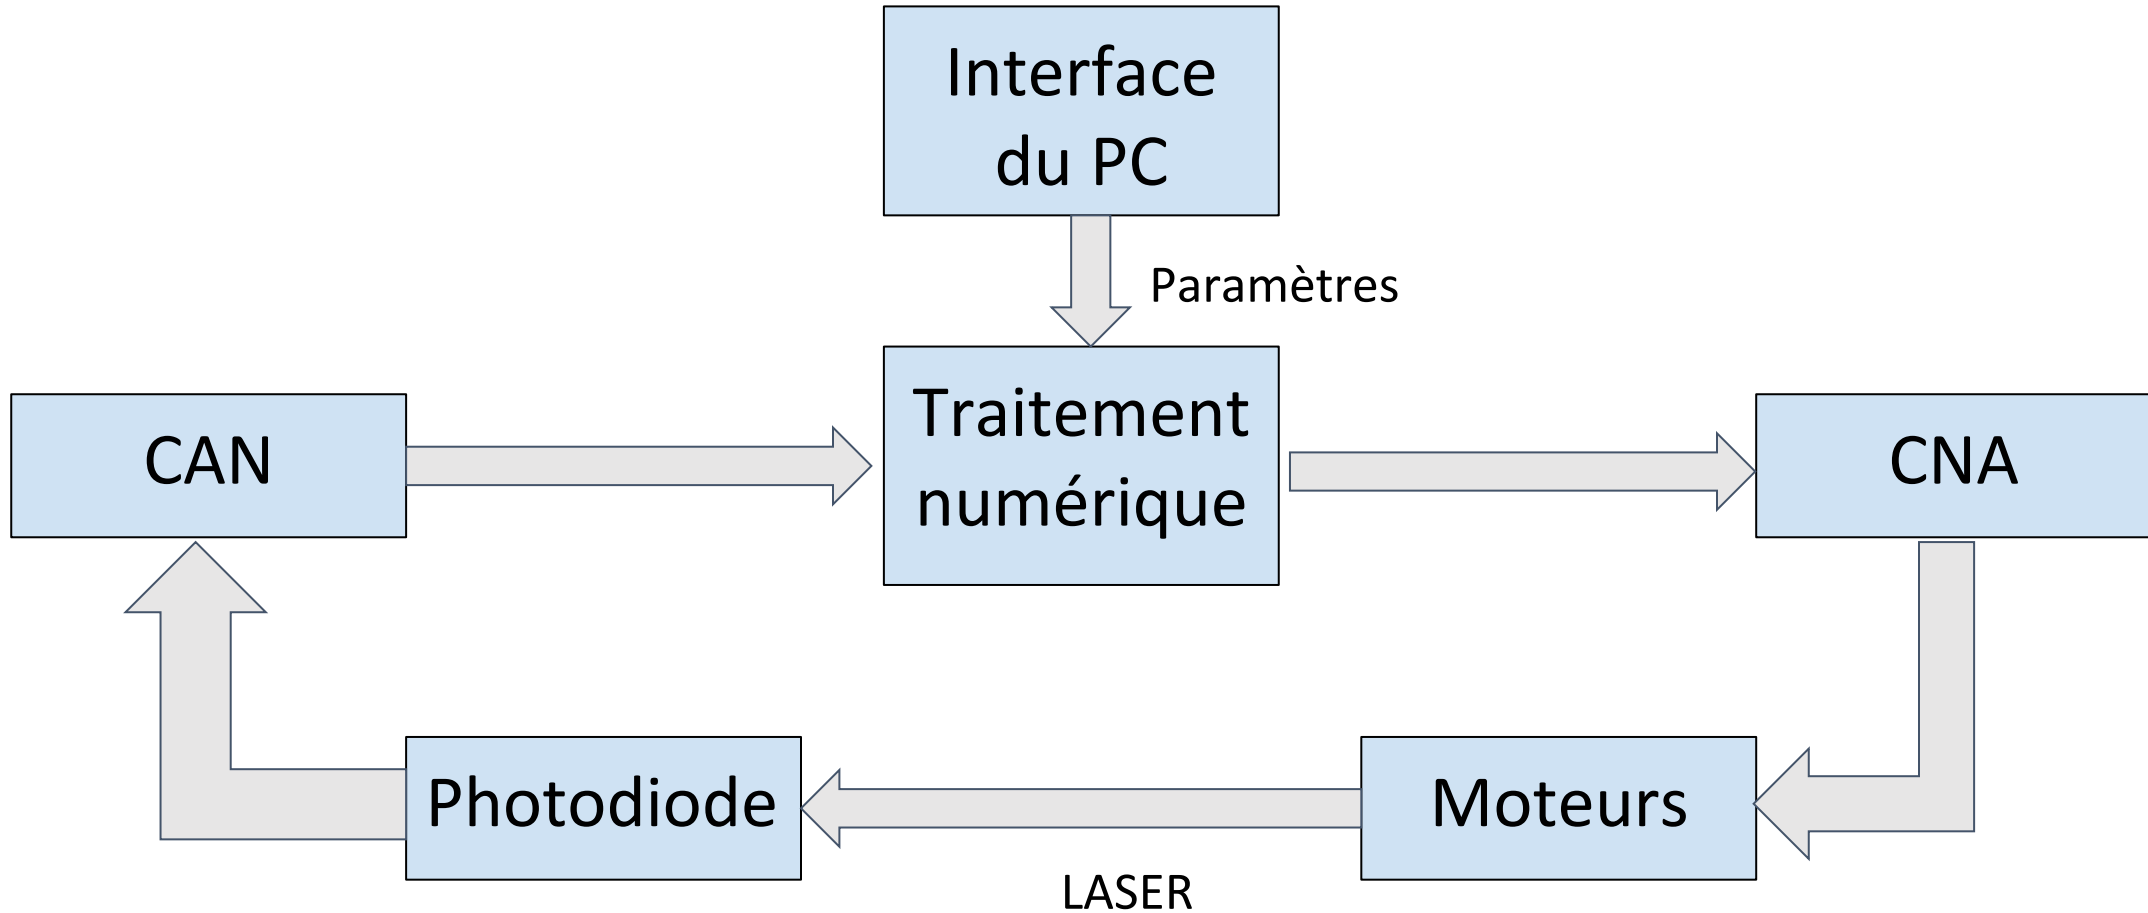 Interface
du PC
Paramètres
CAN
Traitement
numérique
CNA
Photodiode
Moteurs
LASER